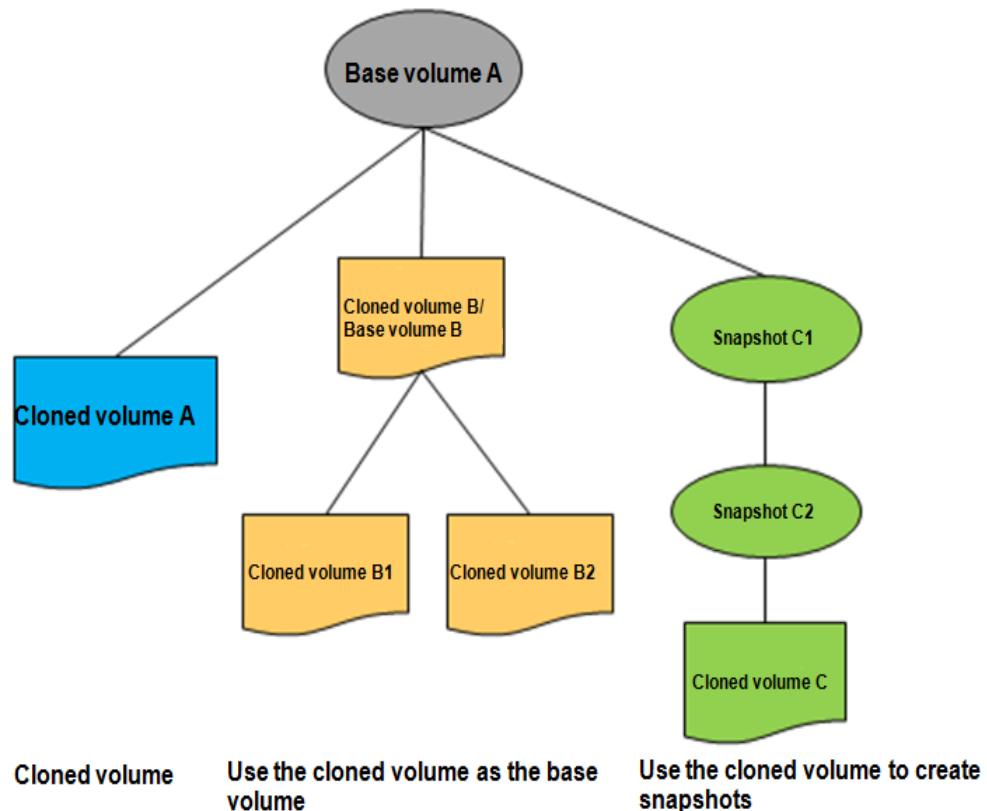 Base volume A
Cloned volume B/
Base volume B
Snapshot C1
Cloned volume A
Snapshot C2
Cloned volume B1
Cloned volume B2
Cloned volume C
Cloned volume
Use the cloned volume as the base
volume
Use the cloned volume to create
snapshots